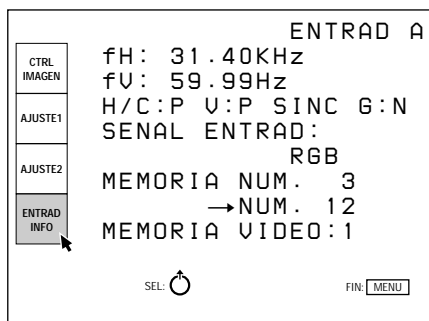 ENTRAD A
CTRL
IMAGEN
AJUSTE1
AJUSTE2
ENTRAD
INFO
fH: 31.40KHz
fV: 59.99Hz
H/C:P V:P SINC G:N
SENAL ENTRAD:
RGB
MEMORIA NUM. 3
→NUM. 12
MEMORIA VIDEO:1
SEL:
FIN: MENU